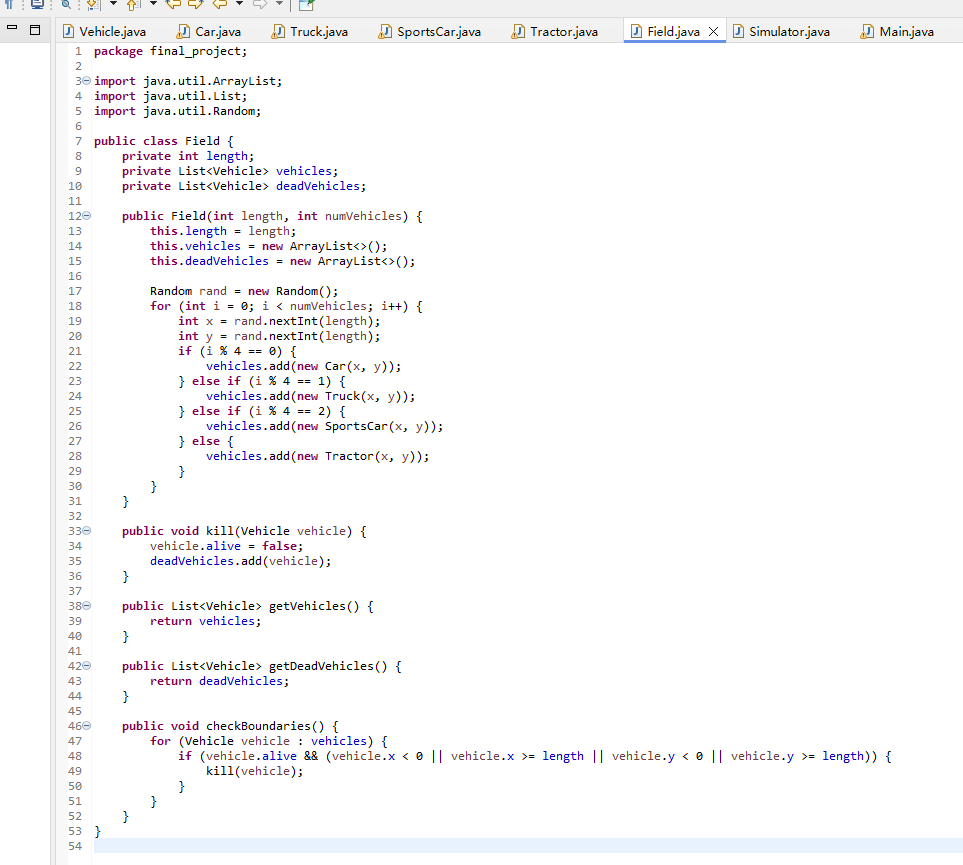 Vehicle.java Car.java Truck.java SportsCar.java Tractor.java Field.java Simulator.java Main.java
1 package final_project;
2
3 import java.util.ArrayList;
4 import java.util.List;
5 import java.util.Random;
6
7 public class Field {
8     private int length;
9     private List<Vehicle> vehicles;
10     private List<Vehicle> deadVehicles;
11
12     public Field(int length, int numVehicles) {
13         this.length = length;
14         this.vehicles = new ArrayList<>();
15         this.deadVehicles = new ArrayList<>();
16
17         Random rand = new Random();
18         for (int i = 0; i < numVehicles; i++) {
19             int x = rand.nextInt(length);
20             int y = rand.nextInt(length);
21             if (i % 4 == 0) {
22                 vehicles.add(new Car(x, y));
23             } else if (i % 4 == 1) {
24                 vehicles.add(new Truck(x, y));
25             } else if (i % 4 == 2) {
26                 vehicles.add(new SportsCar(x, y));
27             } else {
28                 vehicles.add(new Tractor(x, y));
29             }
30         }
31     }
32
33     public void kill(Vehicle vehicle) {
34         vehicle.alive = false;
35         deadVehicles.add(vehicle);
36     }
37
38     public List<Vehicle> getVehicles() {
39         return vehicles;
40     }
41
42     public List<Vehicle> getDeadVehicles() {
43         return deadVehicles;
44     }
45
46     public void checkBoundaries() {
47         for (Vehicle vehicle : vehicles) {
48             if (vehicle.alive && (vehicle.x < 0 || vehicle.x >= length || vehicle.y < 0 || vehicle.y >= length)) {
49                 kill(vehicle);
50             }
51         }
52     }
53 }
54